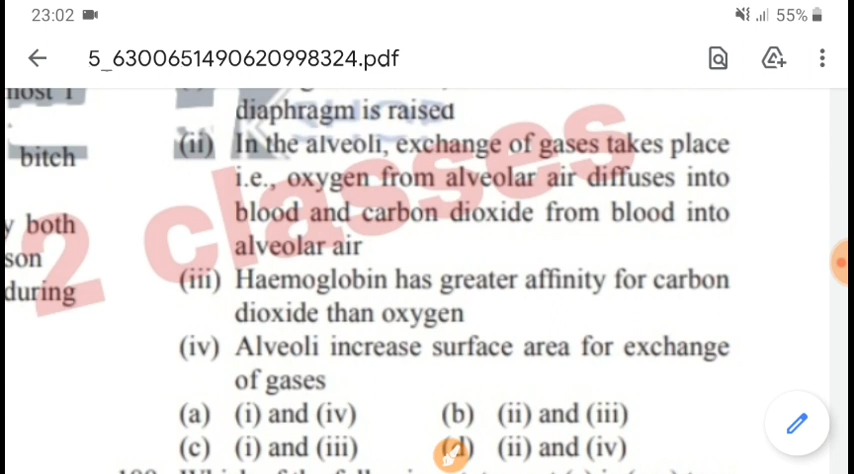 23:02 55%
5_6300651490620998324.pdf
diaphragm is raised
bitch
y both
son
during
(ii) In the alveoli, exchange of gases takes place
i.e., oxygen from alveolar air diffuses into
blood and carbon dioxide from blood into
alveolar air
(iii) Haemoglobin has greater affinity for carbon
dioxide than oxygen
(iv) Alveoli increase surface area for exchange
of gases
(a) (i) and (iv) (b) (ii) and (iii)
(c) (i) and (iii) (d) (ii) and (iv)
2 classes